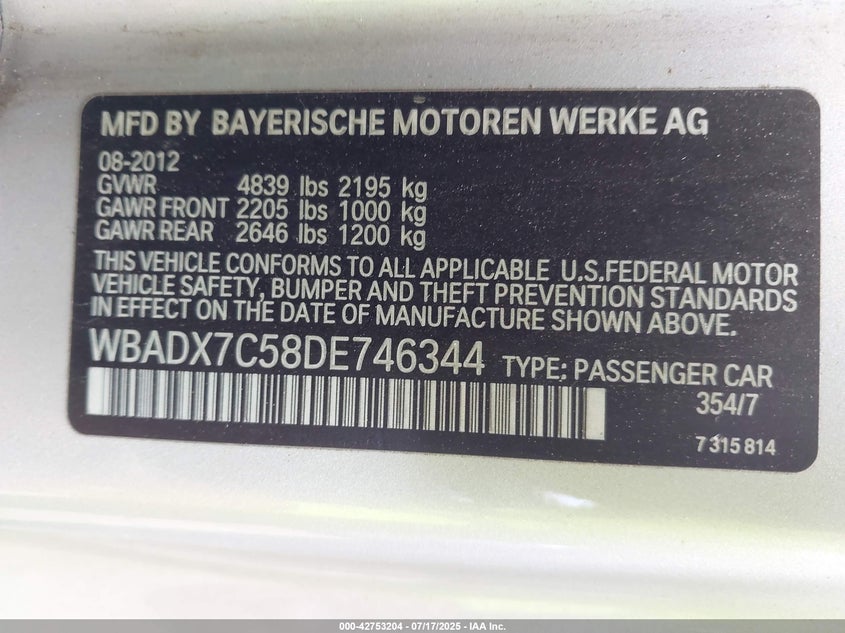 MFD BY BAYERISCHE MOTOREN WERKE AG
08-2012
GVWR 4839 lbs 2195 kg
GAWR FRONT 2205 lbs 1000 kg
GAWR REAR 2646 lbs 1200 kg
THIS VEHICLE CONFORMS TO ALL APPLICABLE U.S.FEDERAL MOTOR
VEHICLE SAFETY, BUMPER AND THEFT PREVENTION STANDARDS
IN EFFECT ON THE DATE OF MANUFACTURE SHOWN ABOVE.
WBADX7C58DE746344 TYPE: PASSENGER CAR
354/7
7 315 814
000-42753204 - 07/17/2025 - IAA Inc.